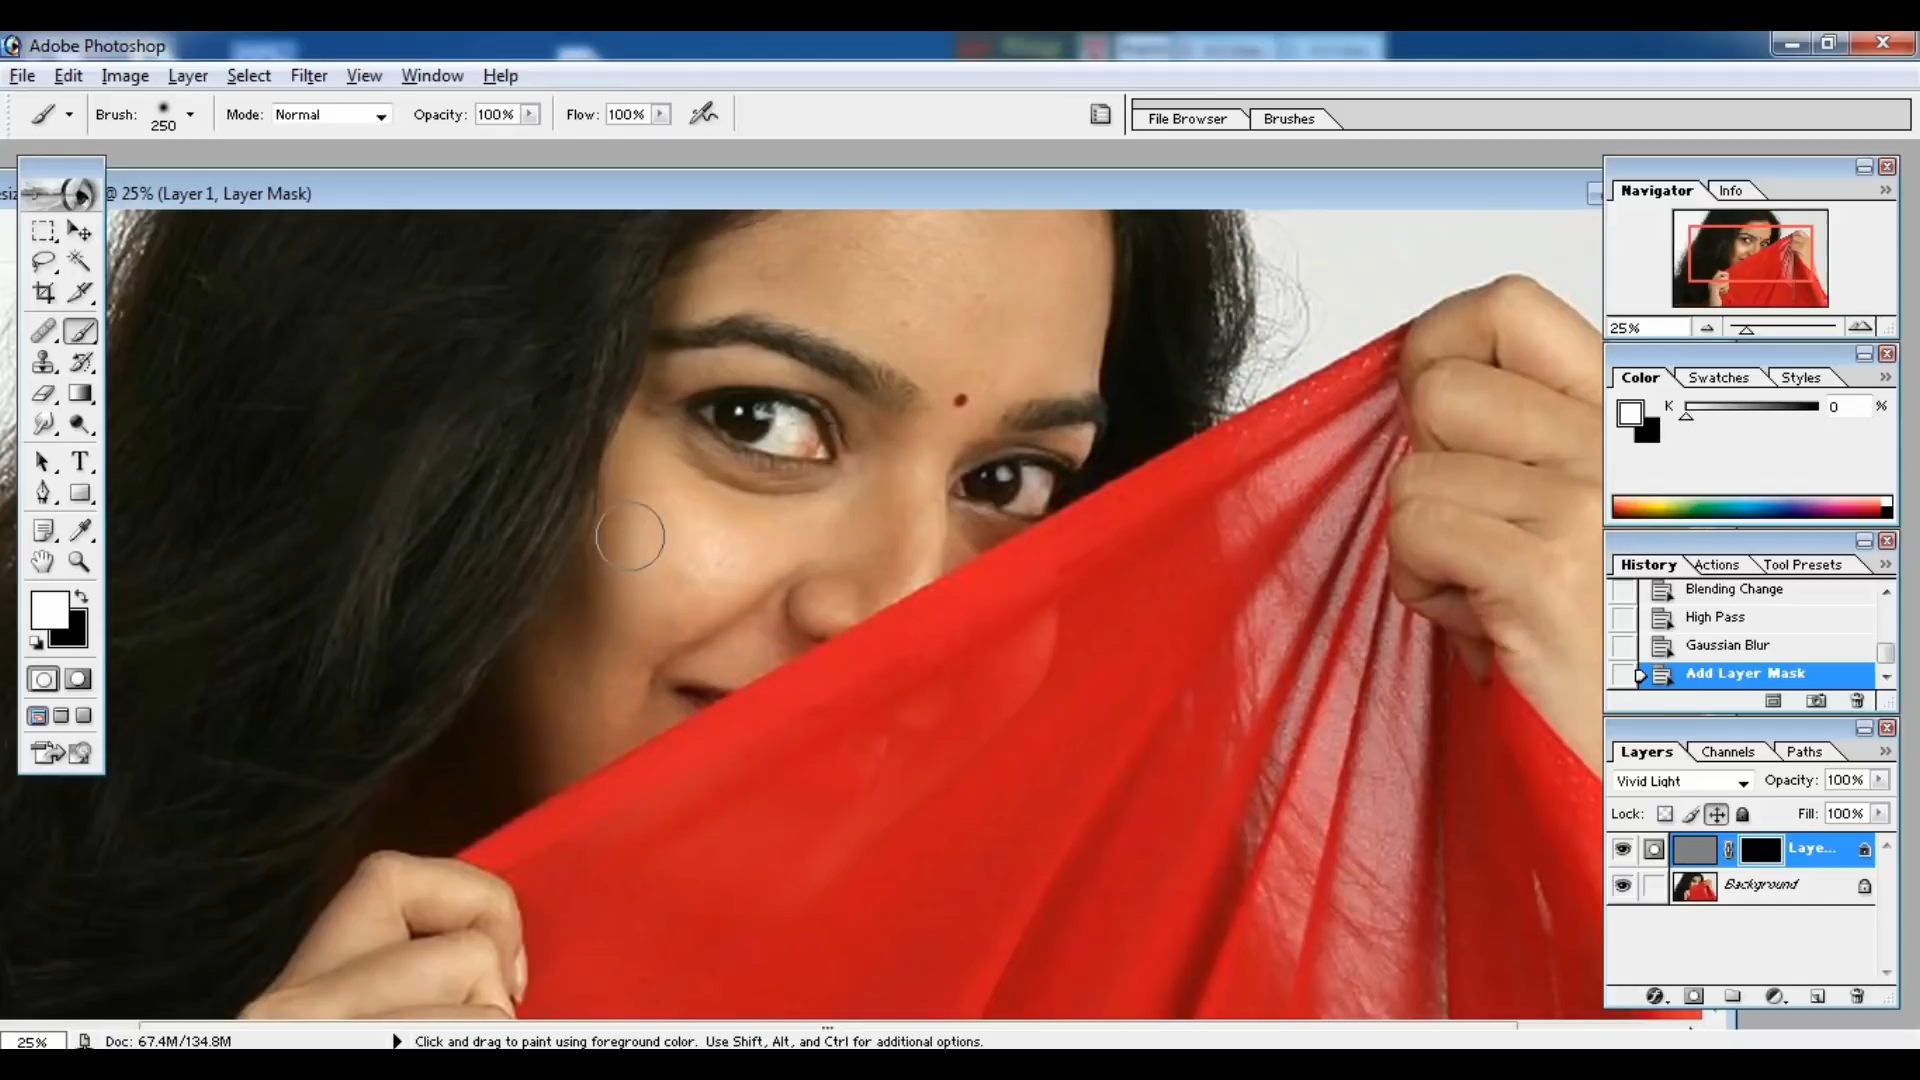 Adobe Photoshop
File Edit Image Layer Select Filter View Window Help
Brush: 250 Mode: Normal Opacity: 100% Flow: 100% File Browser Brushes
@ 25% (Layer 1, Layer Mask)
Navigator Info
25%
Color Swatches Styles
K 0 %
T
History Actions Tool Presets
Blending Change
High Pass
Gaussian Blur
Add Layer Mask
Layers Channels Paths
Vivid Light Opacity: 100%
Lock: Fill: 100%
Laye...
Background
25% Doc: 67.4M/134.8M Click and drag to paint using foreground color. Use Shift, Alt, and Ctrl for additional options.